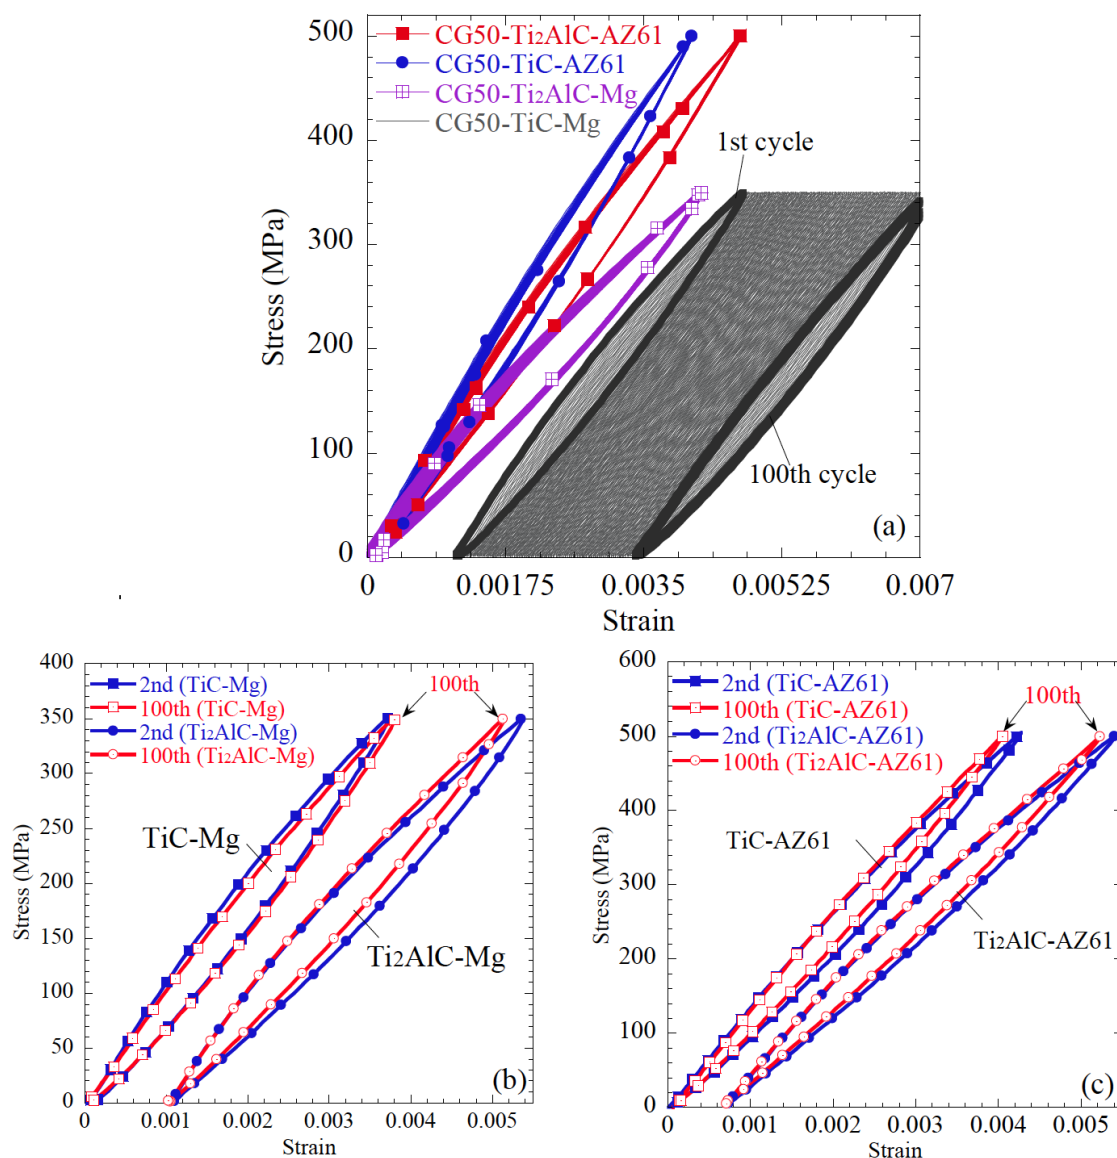 500
400
300
200
100
0
Stress (MPa)
CG50-Ti2AlC-AZ61
CG50-TiC-AZ61
CG50-Ti2AlC-Mg
CG50-TiC-Mg
1st cycle
100th cycle
(a)
0 0.00175 0.0035 0.00525 0.007
Strain
400
350
300
250
200
150
100
50
0
Stress (MPa)
2nd (TiC-Mg)
100th (TiC-Mg)
2nd (Ti2AlC-Mg)
100th (Ti2AlC-Mg)
100th
TiC-Mg
Ti2AlC-Mg
(b)
0 0.001 0.002 0.003 0.004 0.005
Strain
600
500
400
300
200
100
0
Stress (MPa)
2nd (TiC-AZ61)
100th (TiC-AZ61)
2nd (Ti2AlC-AZ61)
100th (Ti2AlC-AZ61)
100th
TiC-AZ61
Ti2AlC-AZ61
(c)
0 0.001 0.002 0.003 0.004 0.005
Strain